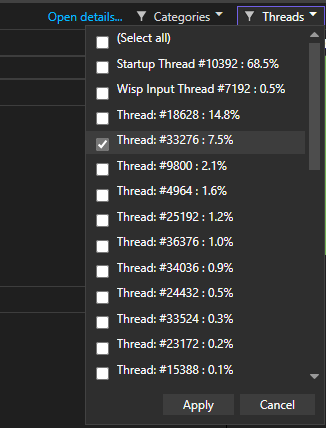 Open details... Categories Threads
(Select all)
Startup Thread #10392 : 68.5%
Wisp Input Thread #7192 : 0.5%
Thread: #18628 : 14.8%
Thread: #33276 : 7.5%
Thread: #9800 : 2.1%
Thread: #4964 : 1.6%
Thread: #25192 : 1.2%
Thread: #36376 : 1.0%
Thread: #34036 : 0.9%
Thread: #24432 : 0.5%
Thread: #33524 : 0.3%
Thread: #23172 : 0.2%
Thread: #15388 : 0.1%
Apply Cancel